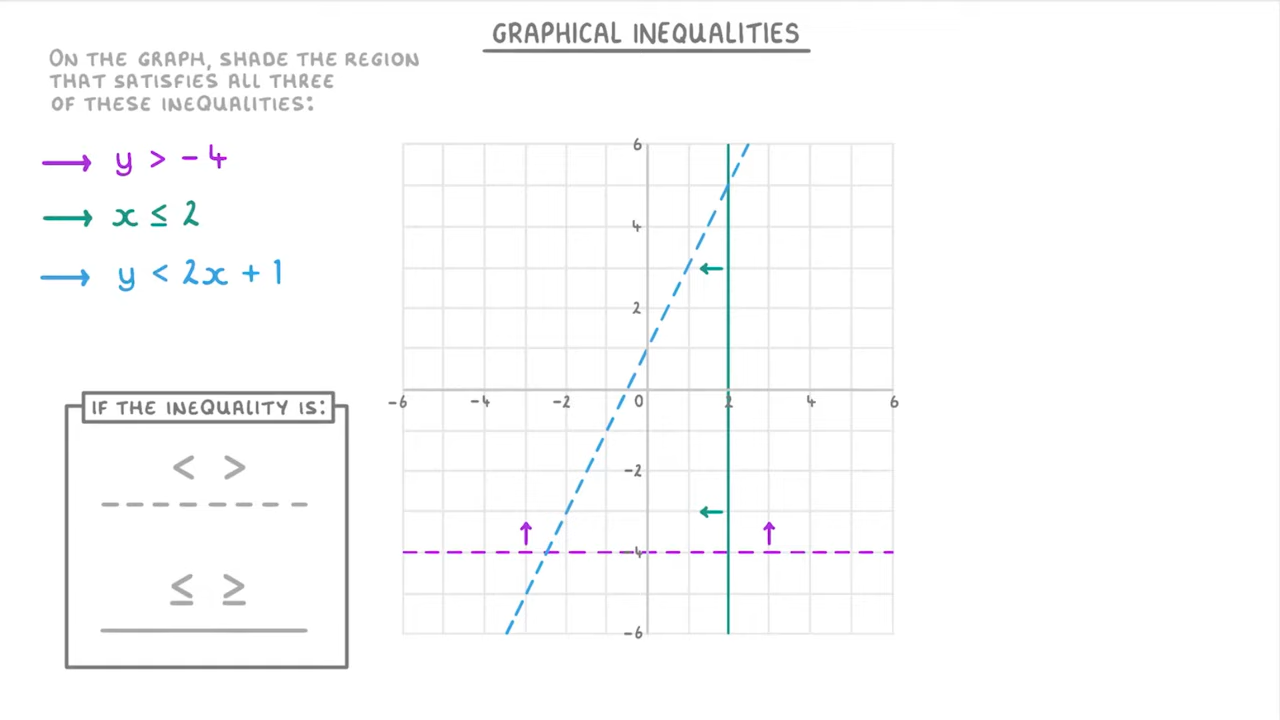 GRAPHICAL INEQUALITIES
ON THE GRAPH, SHADE THE REGION
THAT SATISFIES ALL THREE
OF THESE INEQUALITIES:
→ y > -4
→ x ≤ 2
→ y < 2x + 1
IF THE INEQUALITY IS:
< >
≤ ≥
6
4
2
-6 -4 -2 0 2 4 6
-2
-4
-6